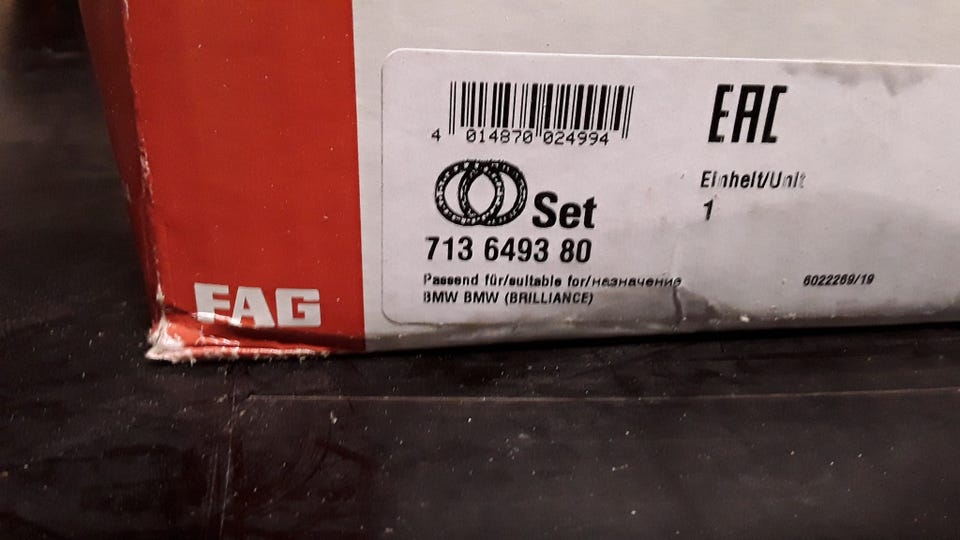 4 014870 024994
EAC
Set
713 6493 80
Einheit/Unit
1
Passend für/suitable for/назначение
BMW BMW (BRILLIANCE)
6022269/19
FAG